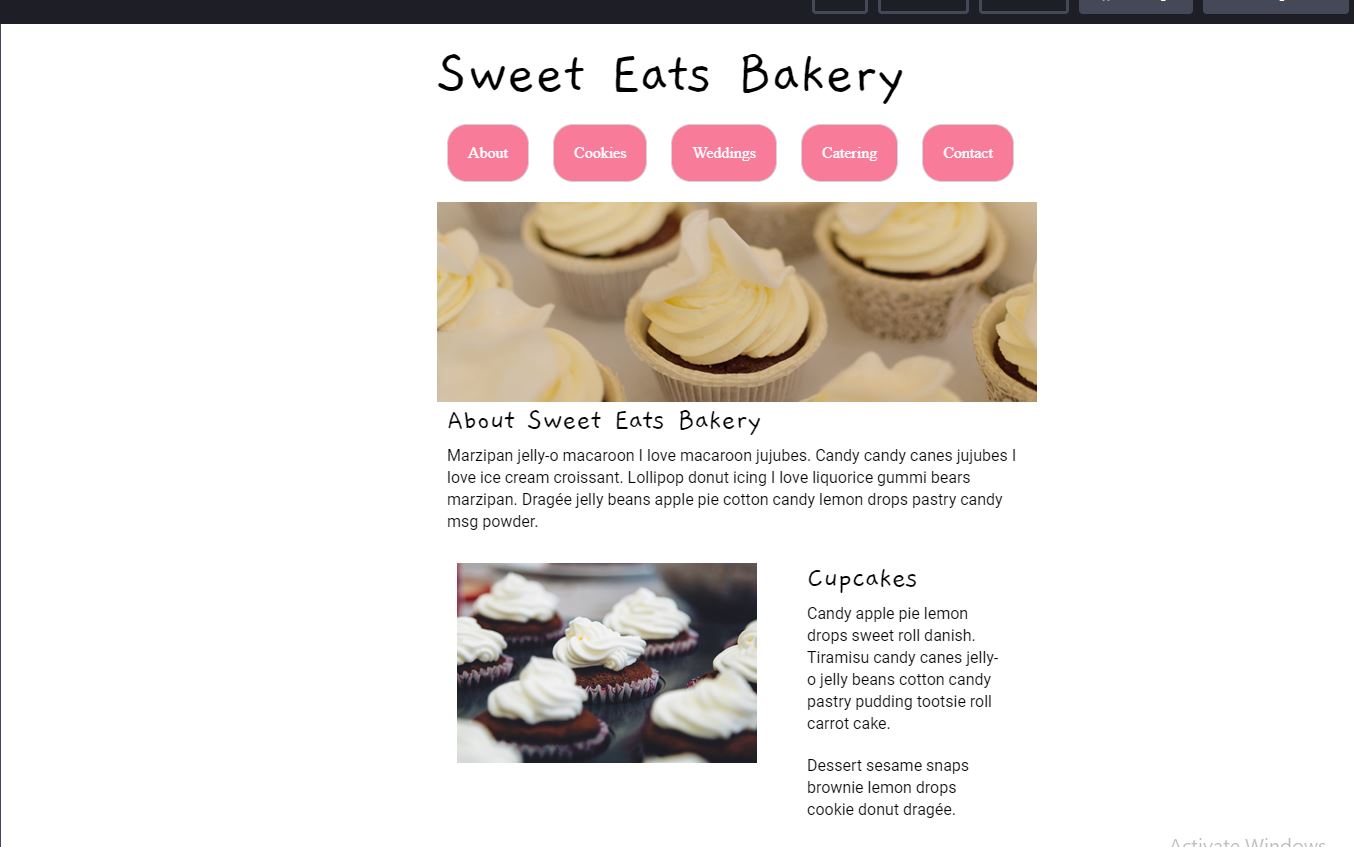 Sweet Eats Bakery
About
Cookies
Weddings
Catering
Contact
About Sweet Eats Bakery
Marzipan jelly-o macaroon I love macaroon jujubes. Candy candy canes jujubes I
love ice cream croissant. Lollipop donut icing I love liquorice gummi bears
marzipan. Dragée jelly beans apple pie cotton candy lemon drops pastry candy
msg powder.
Cupcakes
Candy apple pie lemon
drops sweet roll danish.
Tiramisu candy canes jelly-
o jelly beans cotton candy
pastry pudding tootsie roll
carrot cake.
Dessert sesame snaps
brownie lemon drops
cookie donut dragée.
Activate Windows